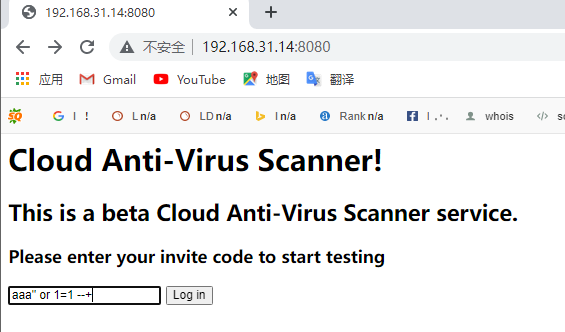 192.168.31.14:8080
不安全 | 192.168.31.14:8080
应用 Gmail YouTube 地图 翻译
SQ I ! L n/a LD n/a I n/a Rank n/a I whois
Cloud Anti-Virus Scanner!
This is a beta Cloud Anti-Virus Scanner service.
Please enter your invite code to start testing
aaa" or 1=1 --+ Log in